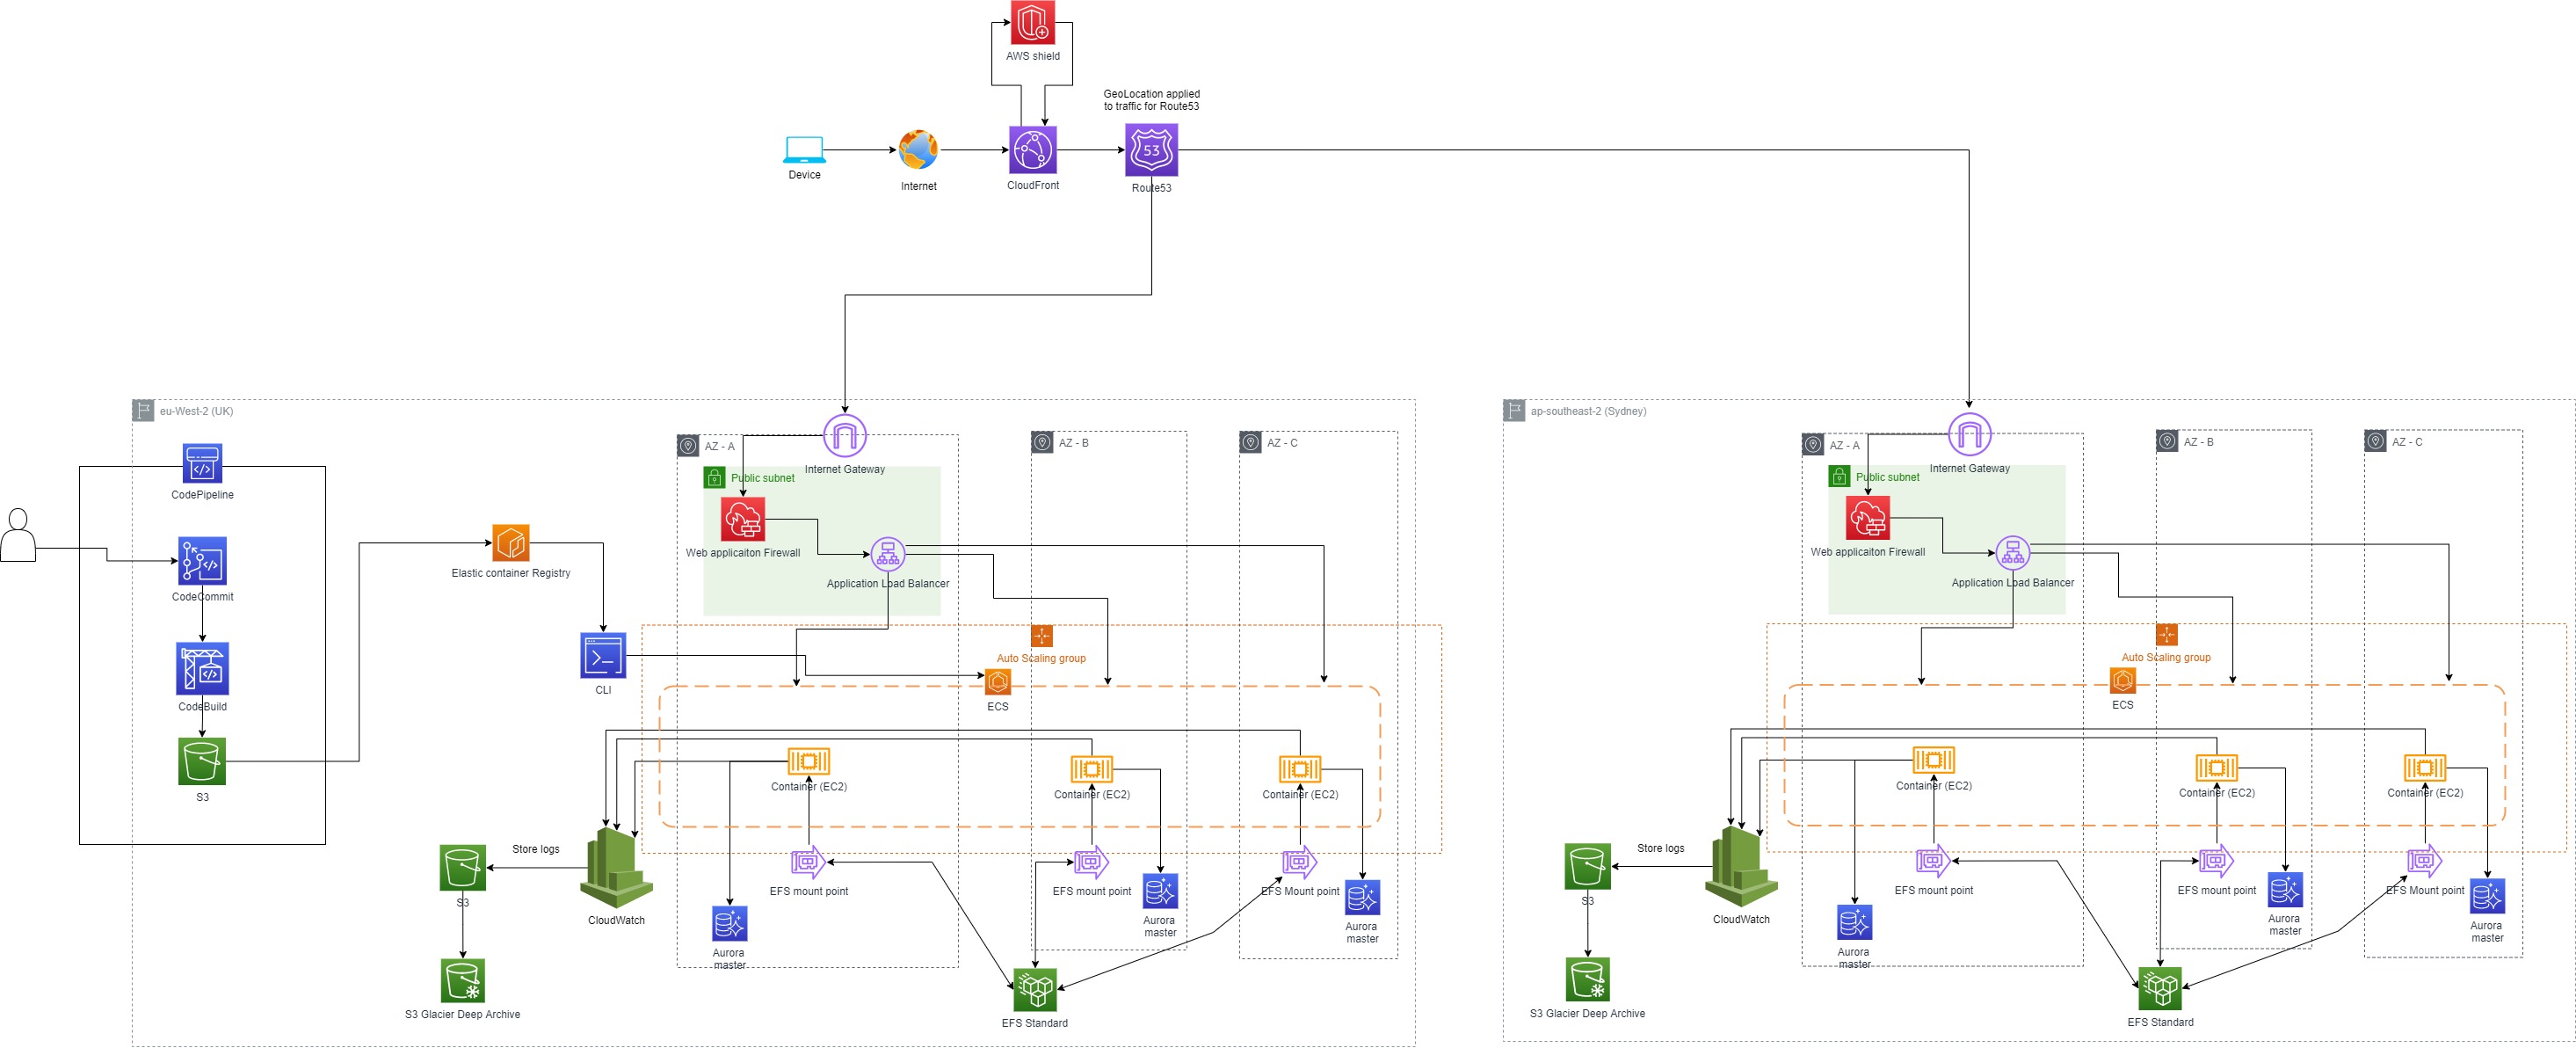 AWS shield
GeoLocation applied
to traffic for Route53
53
Device
Internet
CloudFront
Route53
eu-West-2 (UK)
CodePipeline
CodeCommit
CodeBuild
S3
Elastic container Registry
CLI
AZ - A
AZ - B
AZ - C
Internet Gateway
Public subnet
Web applicaiton Firewall
Application Load Balancer
Auto Scaling group
ECS
Container (EC2)
Container (EC2)
Container (EC2)
Store logs
S3
CloudWatch
EFS mount point
EFS mount point
EFS Mount point
Aurora
master
Aurora
master
Aurora
master
S3 Glacier Deep Archive
EFS Standard
ap-southeast-2 (Sydney)
AZ - A
AZ - B
AZ - C
Internet Gateway
Public subnet
Web applicaiton Firewall
Application Load Balancer
Auto Scaling group
ECS
Container (EC2)
Container (EC2)
Container (EC2)
Store logs
S3
CloudWatch
EFS mount point
EFS mount point
EFS Mount point
Aurora
master
Aurora
master
Aurora
master
S3 Glacier Deep Archive
EFS Standard